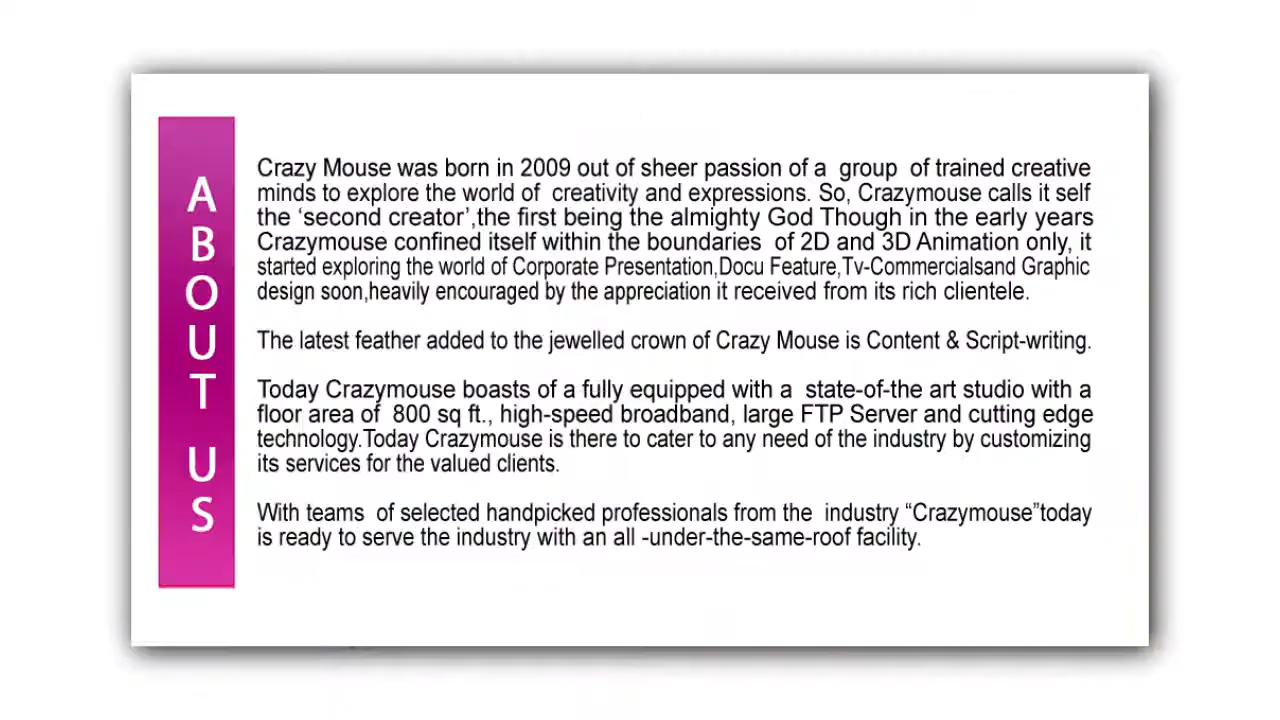 ABOUT US
Crazy Mouse was born in 2009 out of sheer passion of a group of trained creative
minds to explore the world of creativity and expressions. So, Crazymouse calls it self
the ‘second creator’,the first being the almighty God Though in the early years
Crazymouse confined itself within the boundaries of 2D and 3D Animation only, it
started exploring the world of Corporate Presentation,Docu Feature,Tv-Commercialsand Graphic
design soon,heavily encouraged by the appreciation it received from its rich clientele.
The latest feather added to the jewelled crown of Crazy Mouse is Content & Script-writing.
Today Crazymouse boasts of a fully equipped with a state-of-the art studio with a
floor area of 800 sq ft., high-speed broadband, large FTP Server and cutting edge
technology.Today Crazymouse is there to cater to any need of the industry by customizing
its services for the valued clients.
With teams of selected handpicked professionals from the industry “Crazymouse”today
is ready to serve the industry with an all -under-the-same-roof facility.